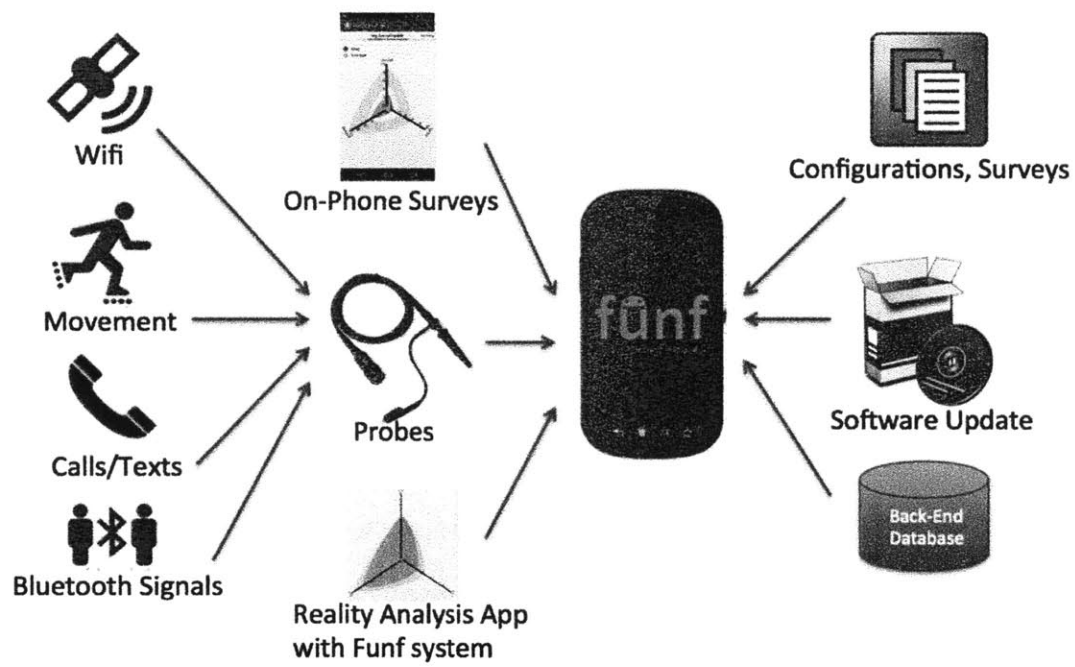 Wifi
On-Phone Surveys
Configurations, Surveys
Movement
Probes
fünf
Software Update
Calls/Texts
Back-End
Database
Bluetooth Signals
Reality Analysis App
with Funf system